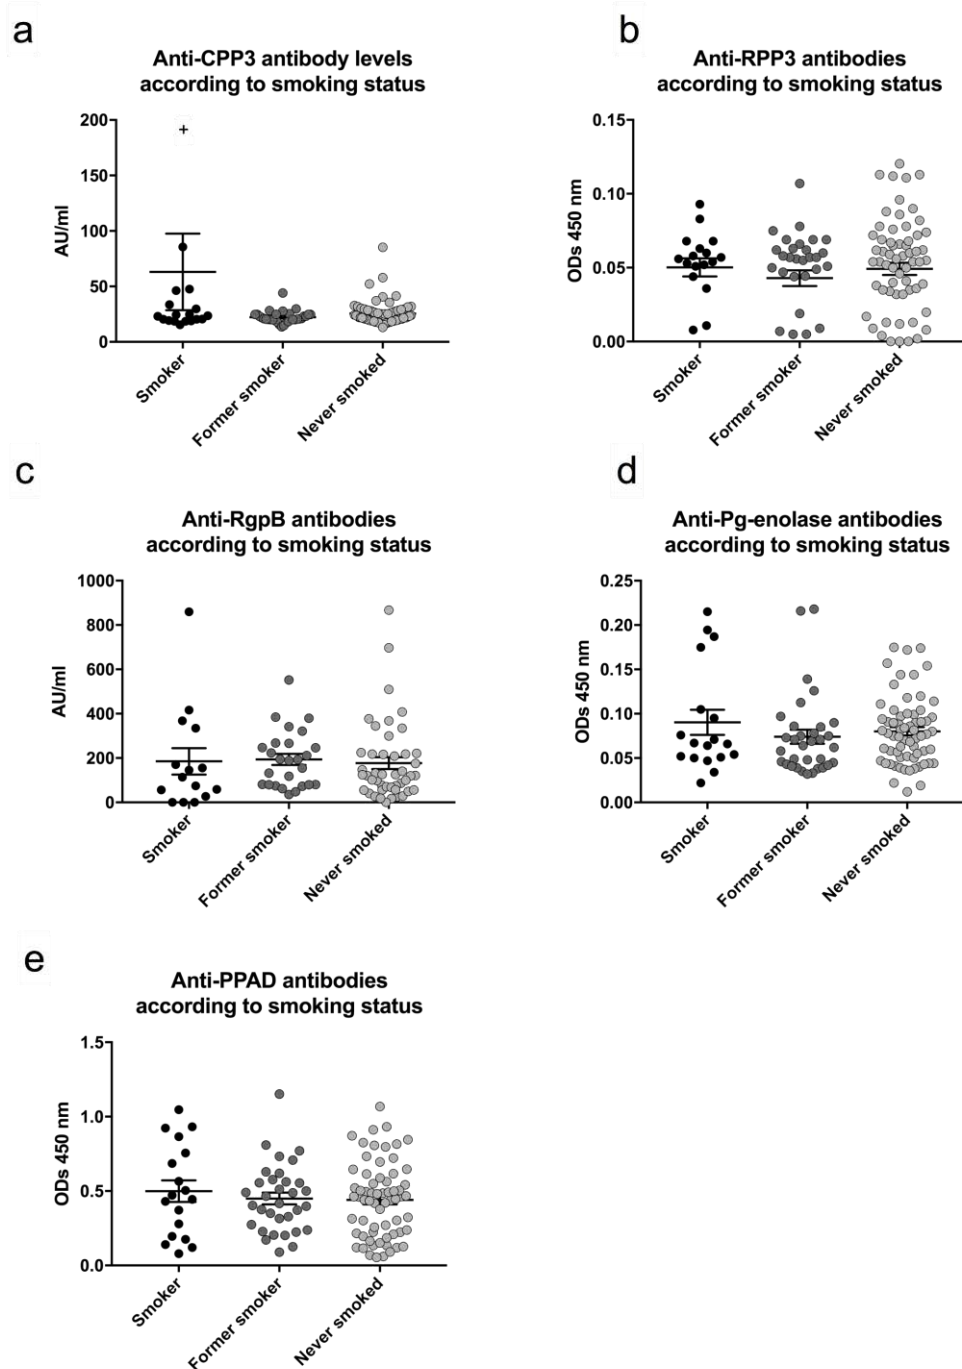 a
Anti-CPP3 antibody levels
according to smoking status
AU/ml
200
150
100
50
0
+
Smoker
Former smoker
Never smoked
b
Anti-RPP3 antibodies
according to smoking status
ODs 450 nm
0.15
0.10
0.05
0.00
Smoker
Former smoker
Never smoked
c
Anti-RgpB antibodies
according to smoking status
AU/ml
1000
800
600
400
200
0
Smoker
Former smoker
Never smoked
d
Anti-Pg-enolase antibodies
according to smoking status
ODs 450 nm
0.25
0.20
0.15
0.10
0.05
0.00
Smoker
Former smoker
Never smoked
e
Anti-PPAD antibodies
according to smoking status
ODs 450 nm
1.5
1.0
0.5
0.0
Smoker
Former smoker
Never smoked